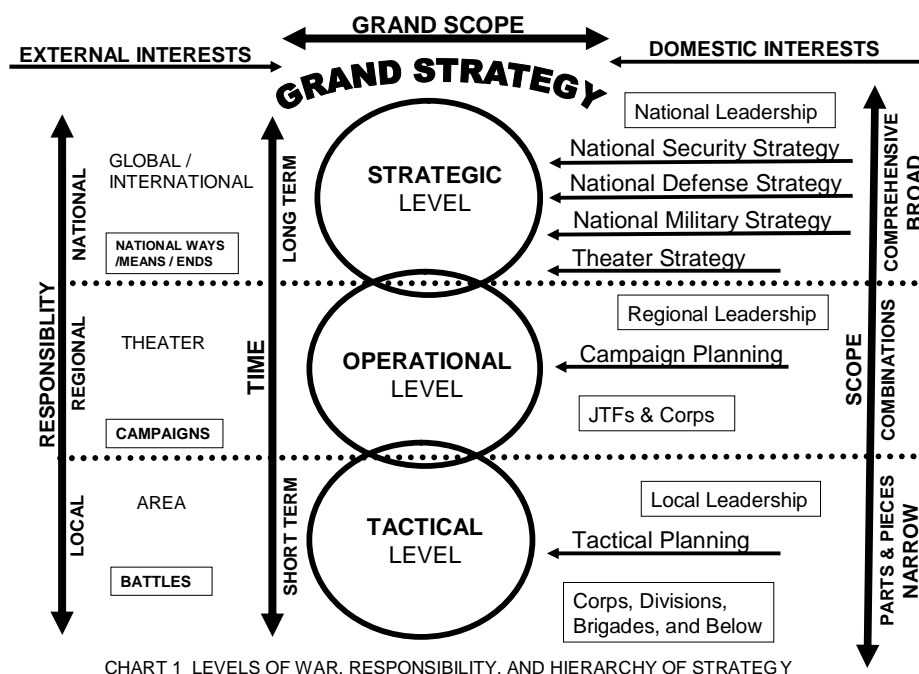 GRAND SCOPE
EXTERNAL INTERESTS
DOMESTIC INTERESTS
GRAND STRATEGY
RESPONSIBLITY
NATIONAL
REGIONAL
LOCAL
GLOBAL /
INTERNATIONAL
NATIONAL WAYS
/MEANS / ENDS
THEATER
CAMPAIGNS
AREA
BATTLES
TIME
LONG TERM
SHORT TERM
STRATEGIC
LEVEL
OPERATIONAL
LEVEL
TACTICAL
LEVEL
National Leadership
National Security Strategy
National Defense Strategy
National Military Strategy
Theater Strategy
Regional Leadership
Campaign Planning
JTFs & Corps
Local Leadership
Tactical Planning
Corps, Divisions,
Brigades, and Below
SCOPE
COMPREHENSIVE
BROAD
COMBINATIONS
PARTS & PIECES
NARROW
CHART 1 LEVELS OF WAR, RESPONSIBILITY, AND HIERARCHY OF STRATEGY